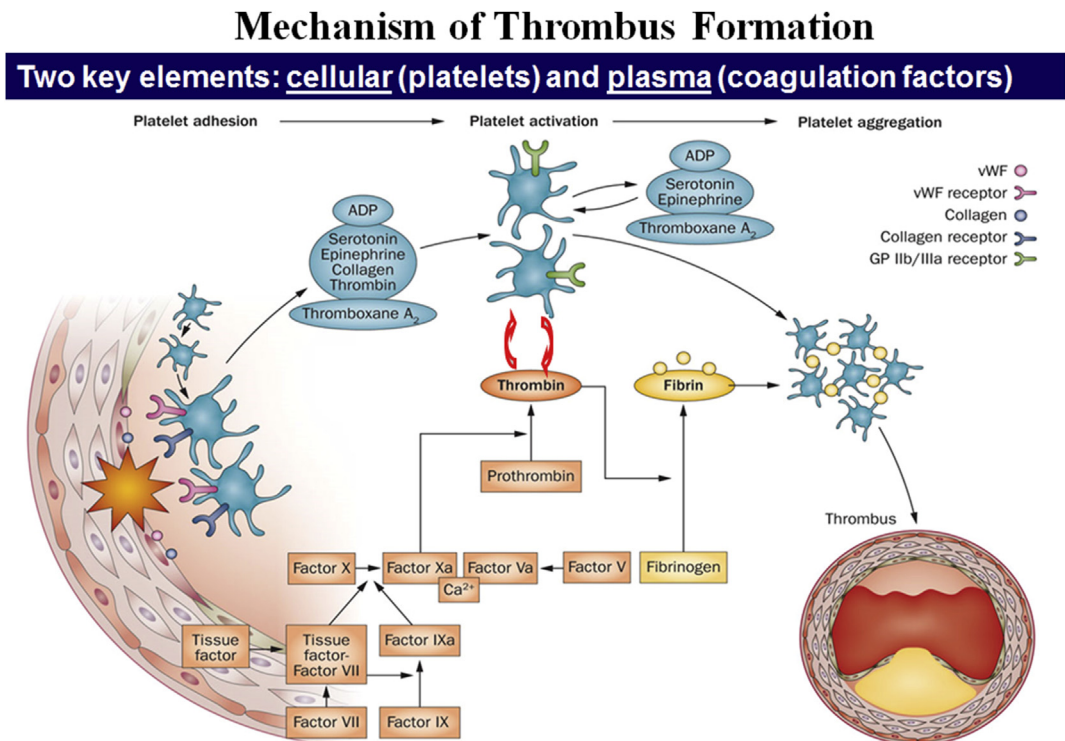 Mechanism of Thrombus Formation
Two key elements: cellular (platelets) and plasma (coagulation factors)
Platelet adhesion
Platelet activation
Platelet aggregation
ADP
Serotonin
Epinephrine
Collagen
Thrombin
Thromboxane A2
ADP
Serotonin
Epinephrine
Thromboxane A2
vWF
vWF receptor
Collagen
Collagen receptor
GP IIb/IIIa receptor
Thrombin
Fibrin
Prothrombin
Thrombus
Factor X
Factor Xa
Factor Va
Ca2+
Factor V
Fibrinogen
Tissue
factor
Tissue
factor-
Factor VII
Factor IXa
Factor VII
Factor IX